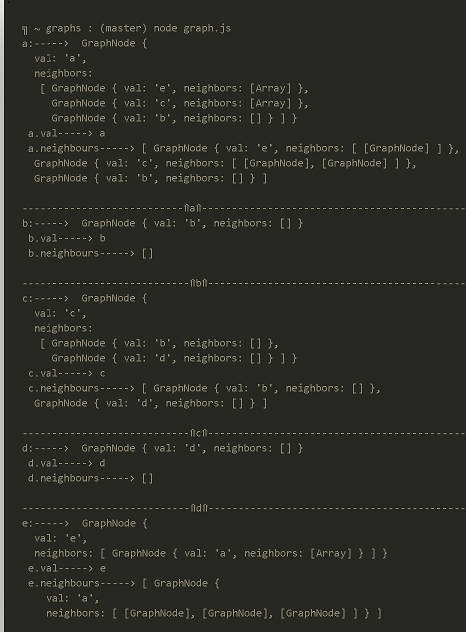 ¶ ~ graphs : (master) node graph.js
a:----->  GraphNode {
  val: 'a',
  neighbors:
   [ GraphNode { val: 'e', neighbors: [Array] },
     GraphNode { val: 'c', neighbors: [Array] },
     GraphNode { val: 'b', neighbors: [] } ] }
 a.val-----> a
 a.neighbours-----> [ GraphNode { val: 'e', neighbors: [ [GraphNode] ] },
  GraphNode { val: 'c', neighbors: [ [GraphNode], [GraphNode] ] },
  GraphNode { val: 'b', neighbors: [] } ]
---------------------------⋒a⋒-------------------------------------------
b:----->  GraphNode { val: 'b', neighbors: [] }
 b.val-----> b
 b.neighbours-----> []
----------------------------⋒b⋒-------------------------------------------
c:----->  GraphNode {
  val: 'c',
  neighbors:
   [ GraphNode { val: 'b', neighbors: [] },
     GraphNode { val: 'd', neighbors: [] } ] }
 c.val-----> c
 c.neighbours-----> [ GraphNode { val: 'b', neighbors: [] },
  GraphNode { val: 'd', neighbors: [] } ]
----------------------------⋒c⋒-------------------------------------------
d:----->  GraphNode { val: 'd', neighbors: [] }
 d.val-----> d
 d.neighbours-----> []
----------------------------⋒d⋒-------------------------------------------
e:----->  GraphNode {
  val: 'e',
  neighbors: [ GraphNode { val: 'a', neighbors: [Array] } ] }
 e.val-----> e
 e.neighbours-----> [ GraphNode {
    val: 'a',
    neighbors: [ [GraphNode], [GraphNode], [GraphNode] ] } ]